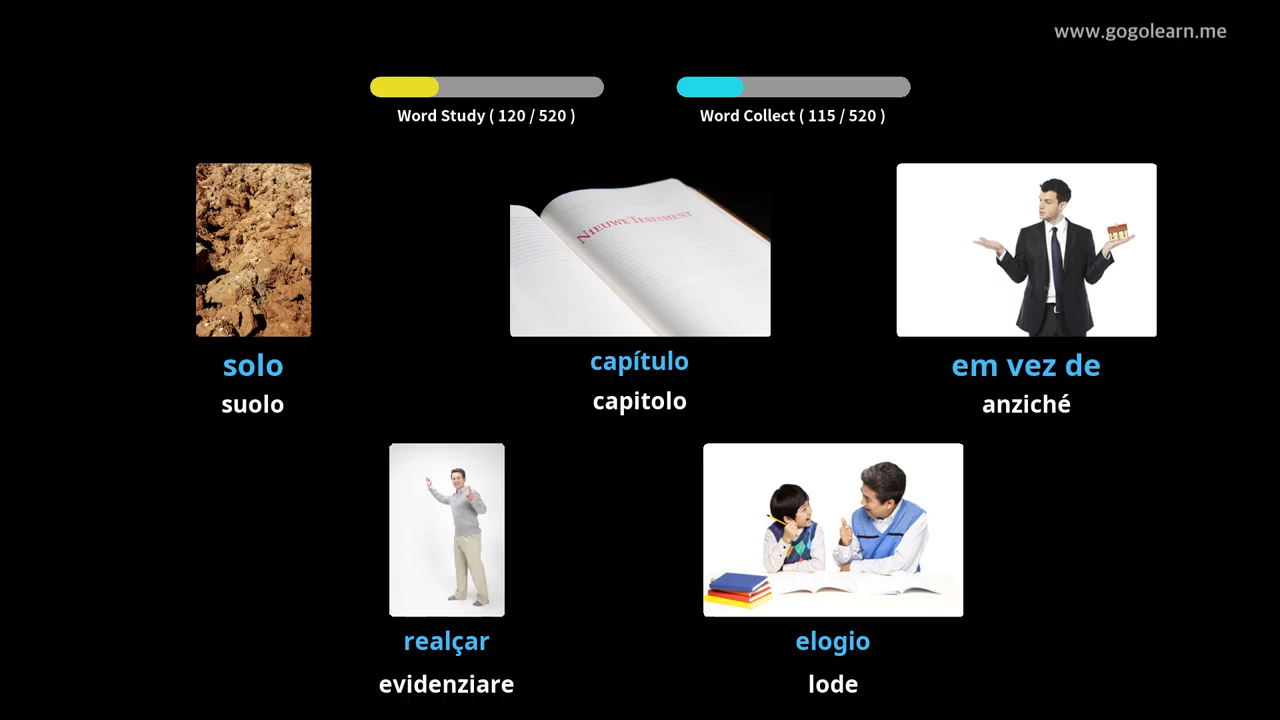 www.gogolearn.me
Word Study ( 120 / 520 )
Word Collect ( 115 / 520 )
NIEUWE TESTAMENT
solo
suolo
capítulo
capitolo
em vez de
anziché
realçar
evidenziare
elogio
lode